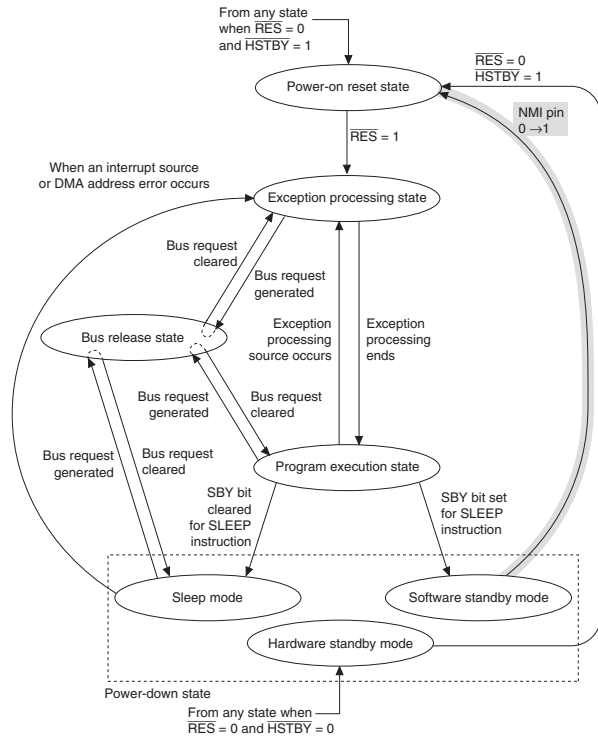 From any state
when RES = 0
and HSTBY = 1
RES = 0
HSTBY = 1
Power-on reset state
NMI pin
0 →1
RES = 1
When an interrupt source
or DMA address error occurs
Exception processing state
Bus request
cleared
Bus request
generated
Exception
processing
source occurs
Exception
processing
ends
Bus release state
Bus request
generated
Bus request
cleared
Bus request
generated
Bus request
cleared
Program execution state
SBY bit
cleared
for SLEEP
instruction
SBY bit set
for SLEEP
instruction
Sleep mode
Software standby mode
Hardware standby mode
Power-down state
From any state when
RES = 0 and HSTBY = 0